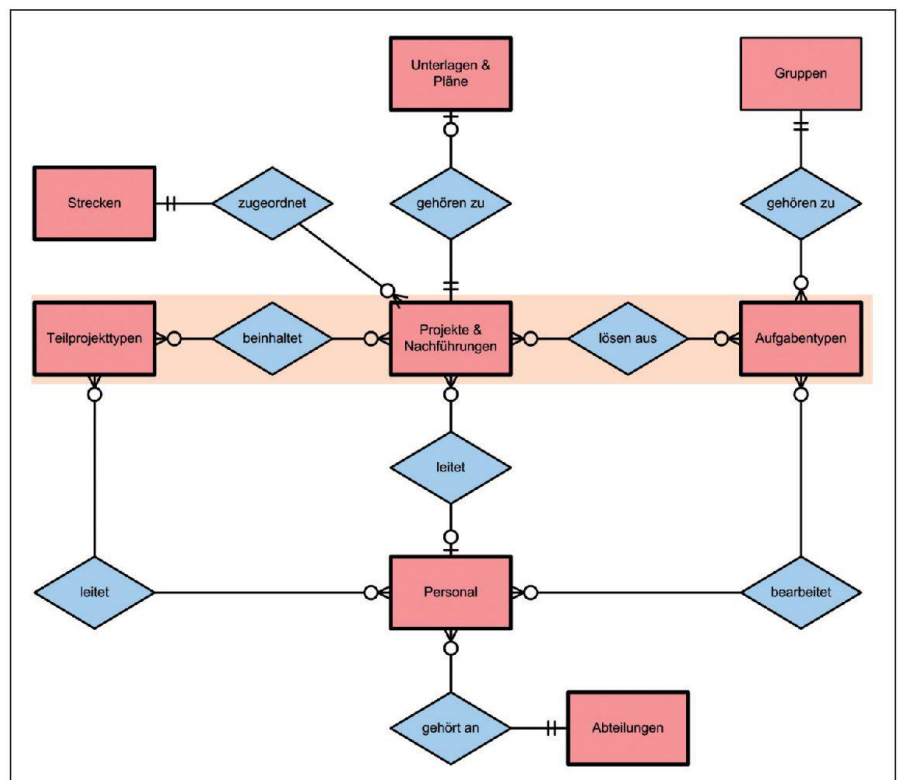 Unterlagen &
Pläne
Gruppen
Strecken
zugeordnet
gehören zu
gehören zu
Teilprojekttypen
beinhaltet
Projekte &
Nachführungen
lösen aus
Aufgabentypen
leitet
leitet
Personal
bearbeitet
gehört an
Abteilungen